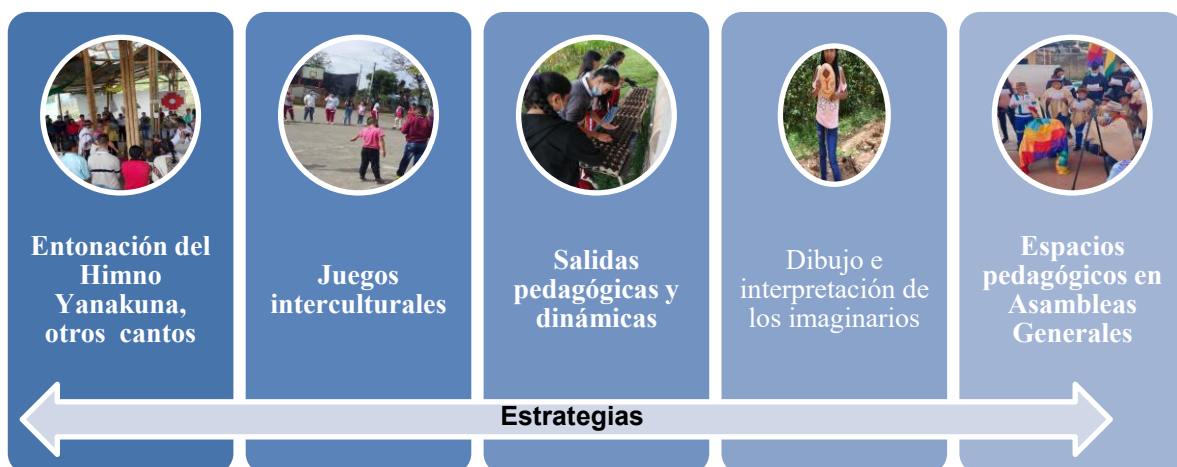 Entonación del
Himno
Yanakuna,
otros cantos
Juegos
interculturales
Salidas
pedagógicas y
dinámicas
Dibujo e
interpretación de
los imaginarios
Espacios
pedagógicos en
Asambleas
Generales
Estrategias